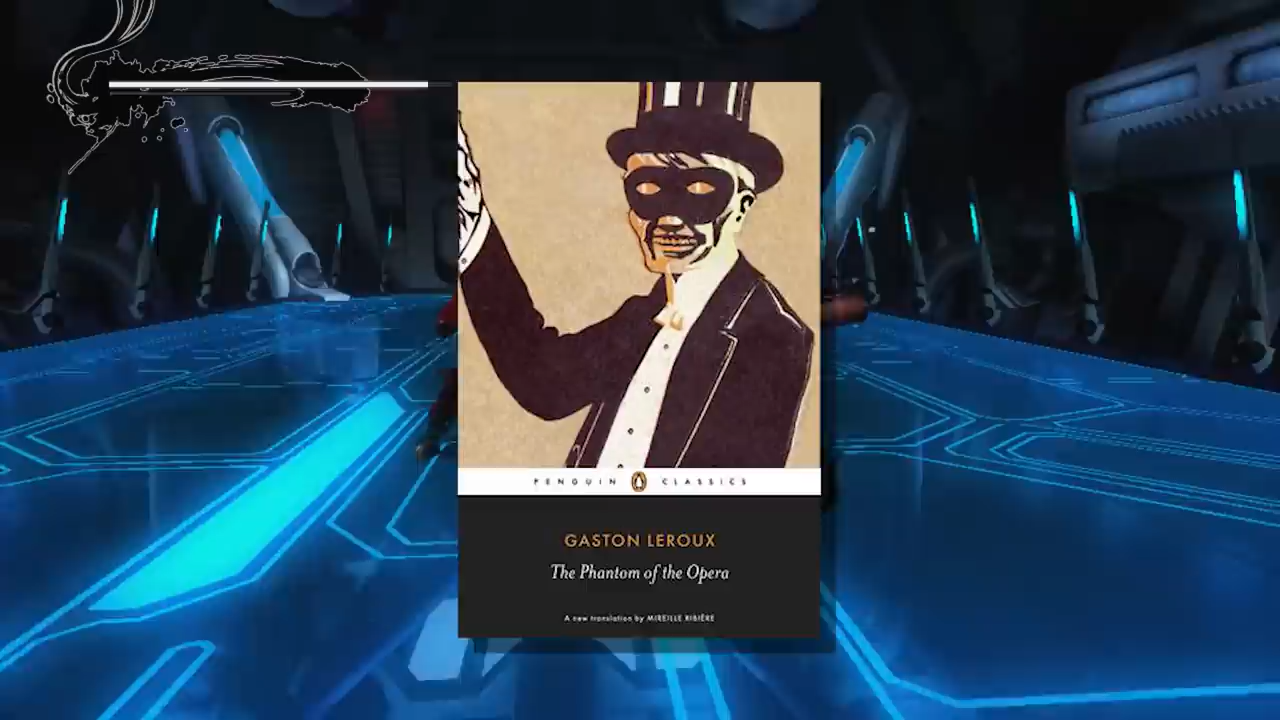 PENGUIN CLASSICS
GASTON LEROUX
The Phantom of the Opera
A new translation by MIREILLE RIBIÈRE